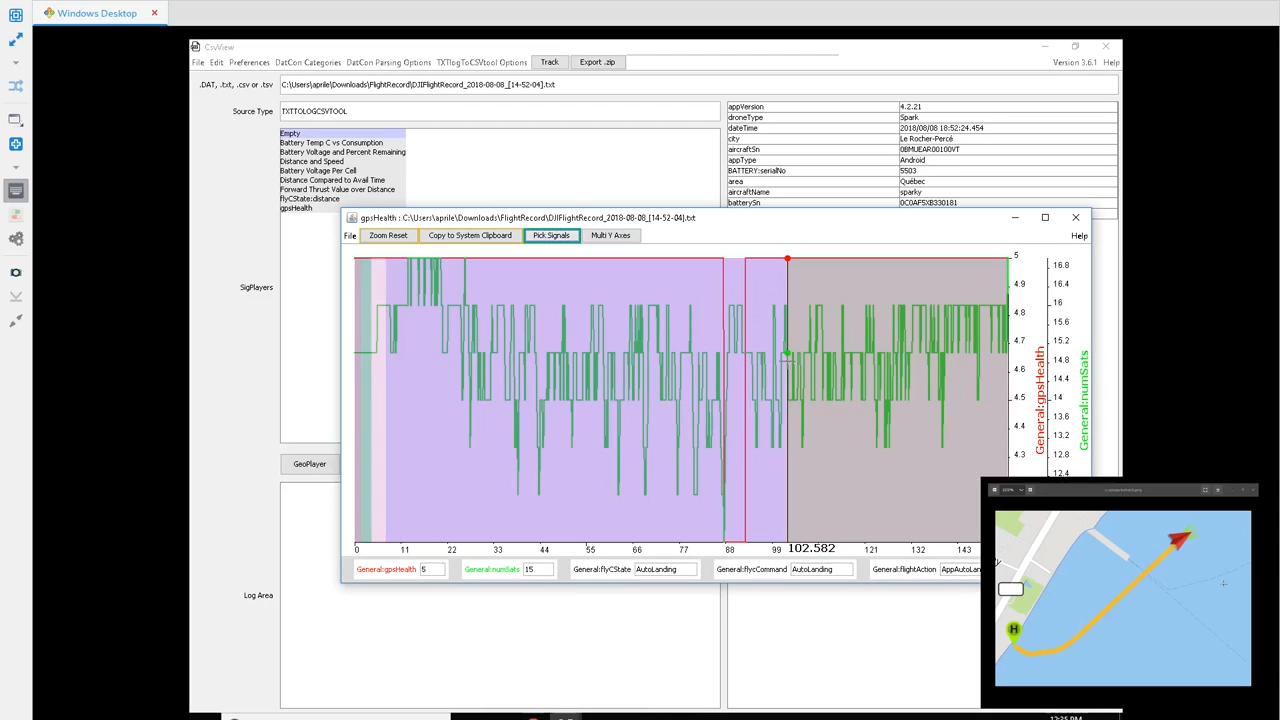 Windows Desktop
CsvView
File Edit Preferences DatCon Categories DatCon Parsing Options TXTlogToCSVtool Options Track Export .zip Version 3.6.1 Help
.DAT, .txt, .csv or .tsv C:\Users\aprile\Downloads\FlightRecord\DJIFlightRecord_2018-08-08_[14-52-04].txt
Source Type TXTTOLOGCSVTOOL
appVersion 4.2.21
droneType Spark
dateTime 2018/08/08 18:52:24.454
city Le Rocher-Percé
aircraftSn 0BMUEAR00100VT
appType Android
BATTERY:serialNo 5503
area Québec
aircraftName sparky
batterySn 0C0AF5XB330181
Empty
Battery Temp C vs Consumption
Battery Voltage and Percent Remaining
Distance and Speed
Battery Voltage Per Cell
Distance Compared to Avail Time
Forward Thrust Value over Distance
flyCState:distance
gpsHealth
SigPlayers
gpsHealth : C:\Users\aprile\Downloads\FlightRecord\DJIFlightRecord_2018-08-08_[14-52-04].txt
File Zoom Reset Copy to System Clipboard Pick Signals Multi Y Axes Help
5 16.8
4.9 16.4
4.8 16
4.7 15.6
15.2
4.6 14.8
4.5 14.4
14
4.4 13.6
4.3 13.2
12.8
12.4
General:gpsHealth
General:numSats
0 11 22 33 44 55 66 77 88 99 102.582 121 132 143
General:gpsHealth 5 General:numSats 15 General:flyCState AutoLanding General:flycCommand AutoLanding General:flightAction AppAutoLan
GeoPlayer
Log Area
H
12:25 PM